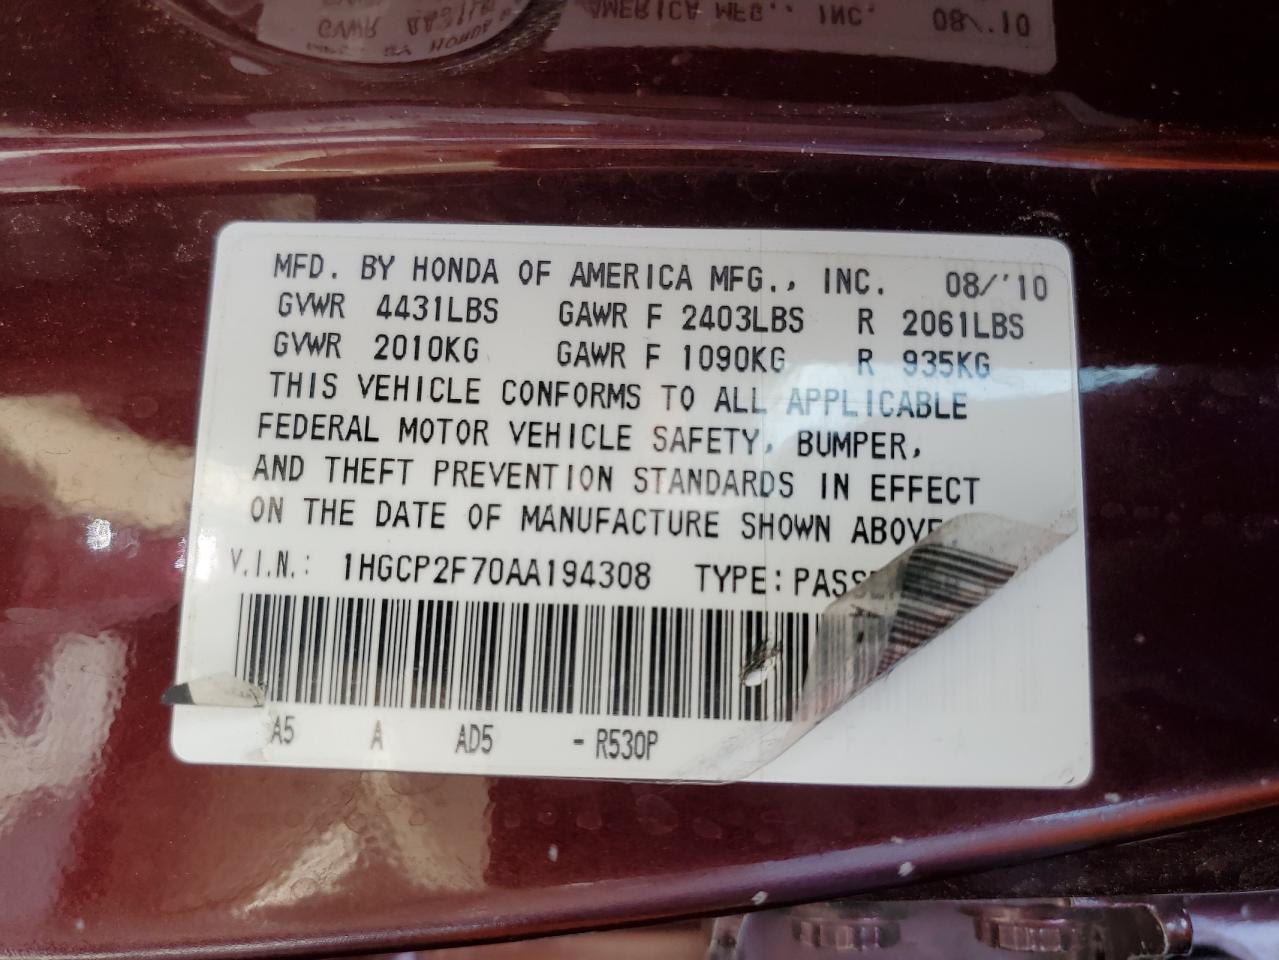 AMERICA MFG., INC. 08/'10
MFD. BY HONDA OF AMERICA MFG., INC. 08/'10
GVWR 4431LBS GAWR F 2403LBS R 2061LBS
GVWR 2010KG GAWR F 1090KG R 935KG
THIS VEHICLE CONFORMS TO ALL APPLICABLE
FEDERAL MOTOR VEHICLE SAFETY, BUMPER,
AND THEFT PREVENTION STANDARDS IN EFFECT
ON THE DATE OF MANUFACTURE SHOWN ABOVE
V.I.N.: 1HGCP2F70AA194308 TYPE:PASSE
A5 A AD5 -R530P